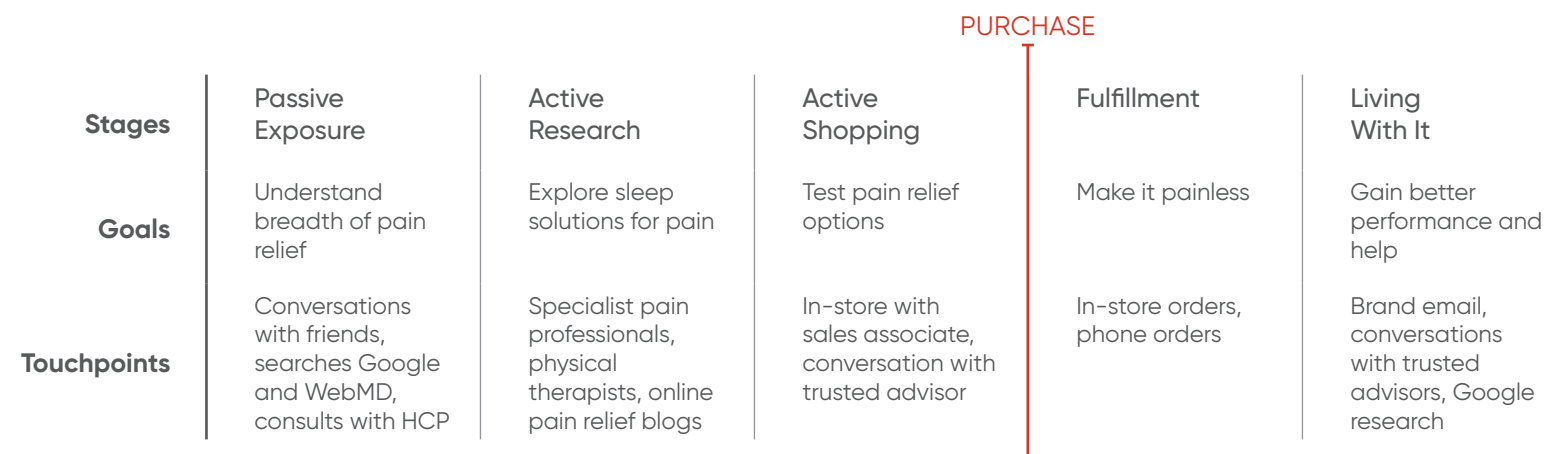 PURCHASE
Stages
Passive
Exposure
Active
Research
Active
Shopping
Fulfillment
Living
With It
Goals
Understand
breadth of pain
relief
Explore sleep
solutions for pain
Test pain relief
options
Make it painless
Gain better
performance and
help
Touchpoints
Conversations
with friends,
searches Google
and WebMD,
consults with HCP
Specialist pain
professionals,
physical
therapists, online
pain relief blogs
In-store with
sales associate,
conversation with
trusted advisor
In-store orders,
phone orders
Brand email,
conversations
with trusted
advisors, Google
research